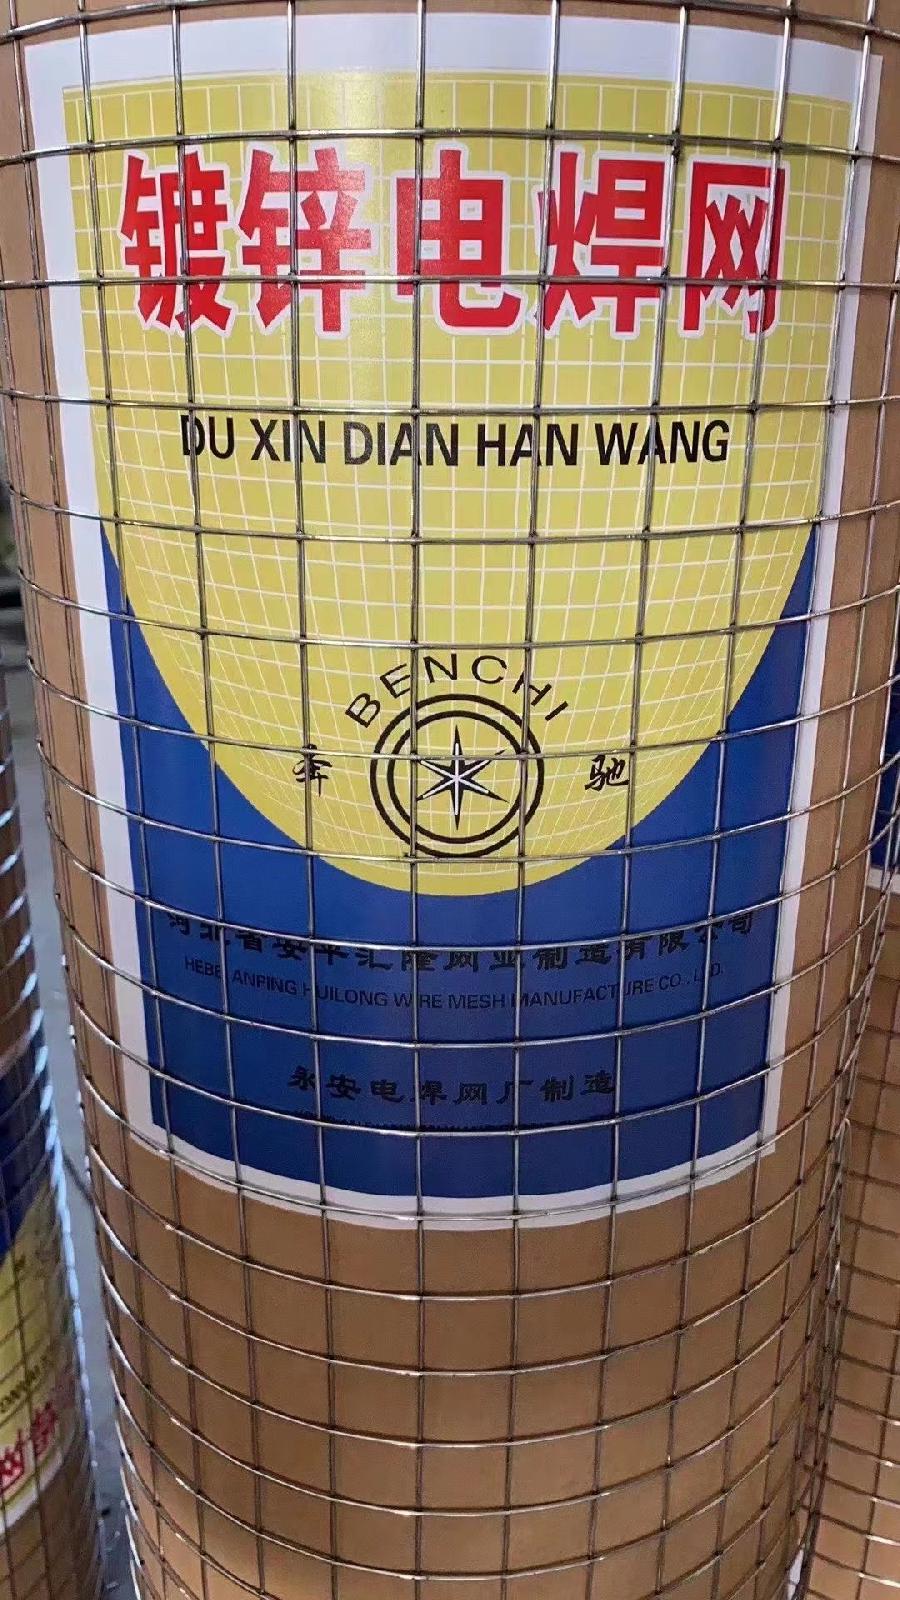 镀锌电焊网
DU XIN DIAN HAN WANG
BENCHI
奔 驰
河北省安平汇隆网业制造有限公司
HEBEI ANPING HUILONG WIRE MESH MANUFACTURE CO., LTD.
永安电焊网厂制造